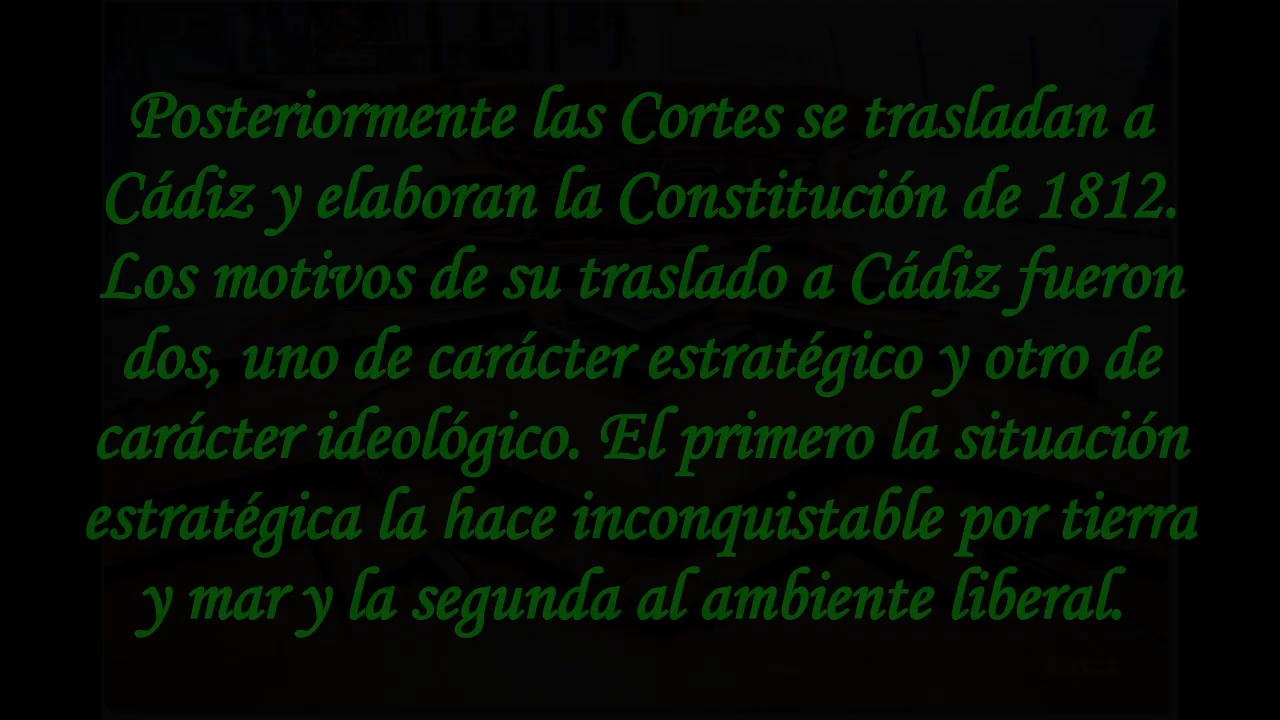 Posteriormente las Cortes se trasladan a
Cádiz y elaboran la Constitución de 1812.
Los motivos de su traslado a Cádiz fueron
dos, uno de carácter estratégico y otro de
carácter ideológico. El primero la situación
estratégica la hace inconquistable por tierra
y mar y la segunda al ambiente liberal.